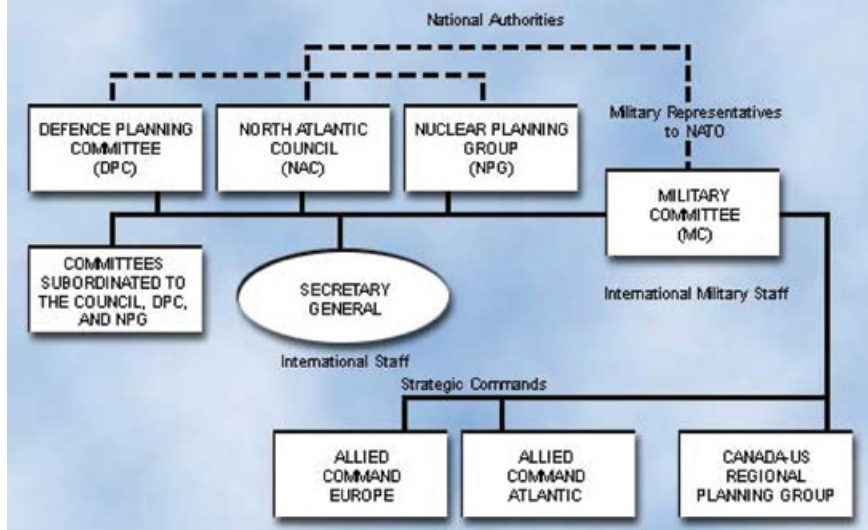 National Authorities
DEFENCE PLANNING
COMMITTEE
(DPC)
NORTH ATLANTIC
COUNCIL
(NAC)
NUCLEAR PLANNING
GROUP
(NPG)
Military Representatives
to NATO
MILITARY
COMMITTEE
(MC)
COMMITTEES
SUBORDINATED TO
THE COUNCIL, DPC,
AND NPG
SECRETARY
GENERAL
International Military Staff
International Staff
Strategic Commands
ALLIED
COMMAND
EUROPE
ALLIED
COMMAND
ATLANTIC
CANADA-US
REGIONAL
PLANNING GROUP